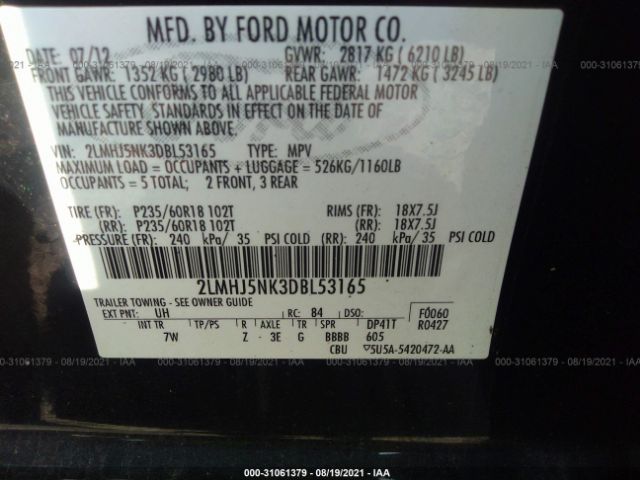 MFD. BY FORD MOTOR CO.
DATE: 07/12 GVWR: 2817 KG ( 6210 LB)
FRONT GAWR: 1352 KG ( 2980 LB) REAR GAWR: 1472 KG ( 3245 LB)
THIS VEHICLE CONFORMS TO ALL APPLICABLE FEDERAL MOTOR
VEHICLE SAFETY STANDARDS IN EFFECT ON THE DATE OF
MANUFACTURE SHOWN ABOVE.
VIN: 2LMHJ5NK3DBL53165 TYPE: MPV
MAXIMUM LOAD = OCCUPANTS + LUGGAGE = 526KG/1160LB
OCCUPANTS = 5 TOTAL; 2 FRONT, 3 REAR
TIRE (FR): P235/60R18 102T RIMS (FR): 18X7.5J
(RR): P235/60R18 102T (RR): 18X7.5J
PRESSURE (FR): 240 kPa/ 35 PSI COLD (RR): 240 kPa/ 35 PSI COLD
2LMHJ5NK3DBL53165
TRAILER TOWING - SEE OWNER GUIDE
EXT PNT: UH RC: 84 DSO: F0060
INT TR TP/PS R AXLE TR SPR DP41T R0427
7W Z 3E G BBBB 605
CBU 5U5A-5420472-AA
000-31061379 - 08/19/2021 - IAA
000-31061379 - 08/19/2021 - IAA
000-31061379 - 08/19/2021 - IAA